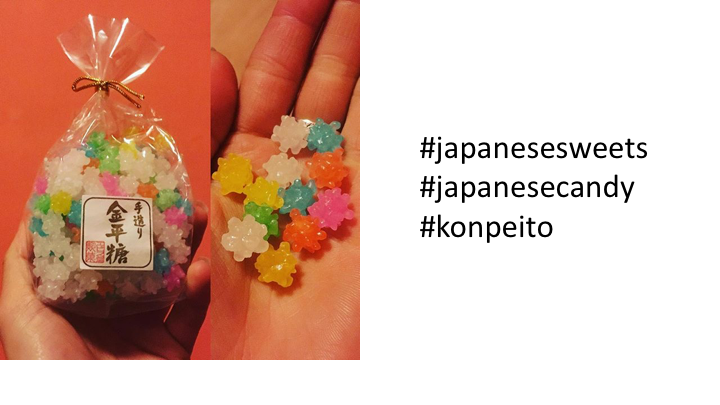 手造り
金平糖
#japanesesweets
#japanesecandy
#konpeito